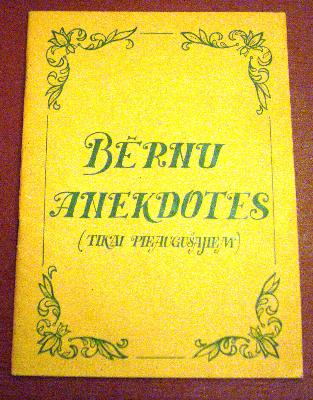 BĒRNU
ANEKDOTES
(TIKAI PIEAUGUŠAJIEM)